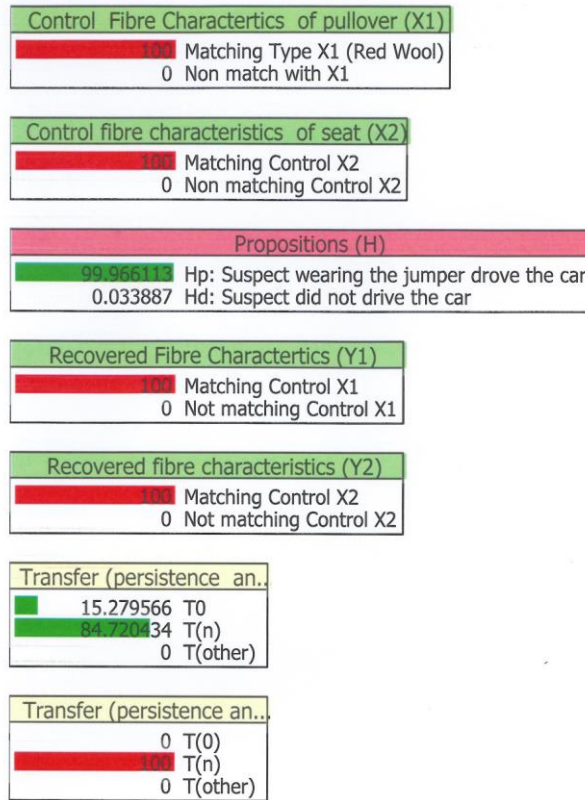 Control Fibre Charactertics of pullover (X1)
100 Matching Type X1 (Red Wool)
0 Non match with X1
Control fibre characteristics of seat (X2)
100 Matching Control X2
0 Non matching Control X2
Propositions (H)
99.966113 Hp: Suspect wearing the jumper drove the car
0.033887 Hd: Suspect did not drive the car
Recovered Fibre Charactertics (Y1)
100 Matching Control X1
0 Not matching Control X1
Recovered fibre characteristics (Y2)
100 Matching Control X2
0 Not matching Control X2
Transfer (persistence an..
15.279566 T0
84.720434 T(n)
0 T(other)
Transfer (persistence an...
0 T(0)
100 T(n)
0 T(other)